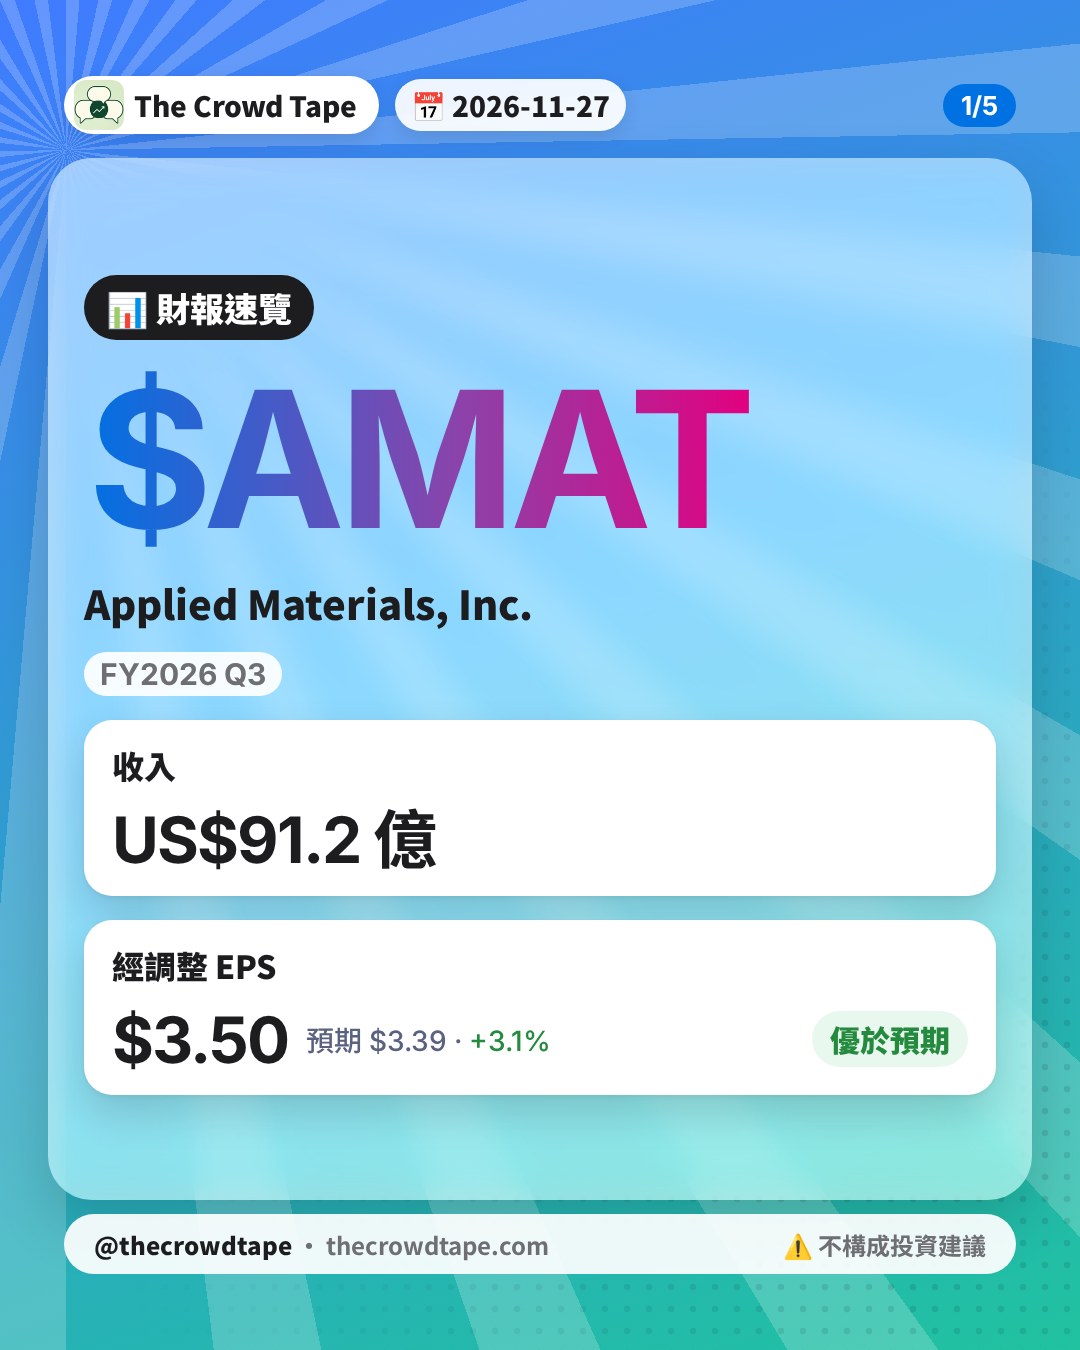 The Crowd Tape
📅 2026-11-27
1/5
📊 財報速覽
$AMAT
Applied Materials, Inc.
FY2026 Q3
收入
US$91.2 億
經調整 EPS
$3.50 預期 $3.39 · +3.1% 優於預期
@thecrowdtape • thecrowdtape.com
⚠️ 不構成投資建議